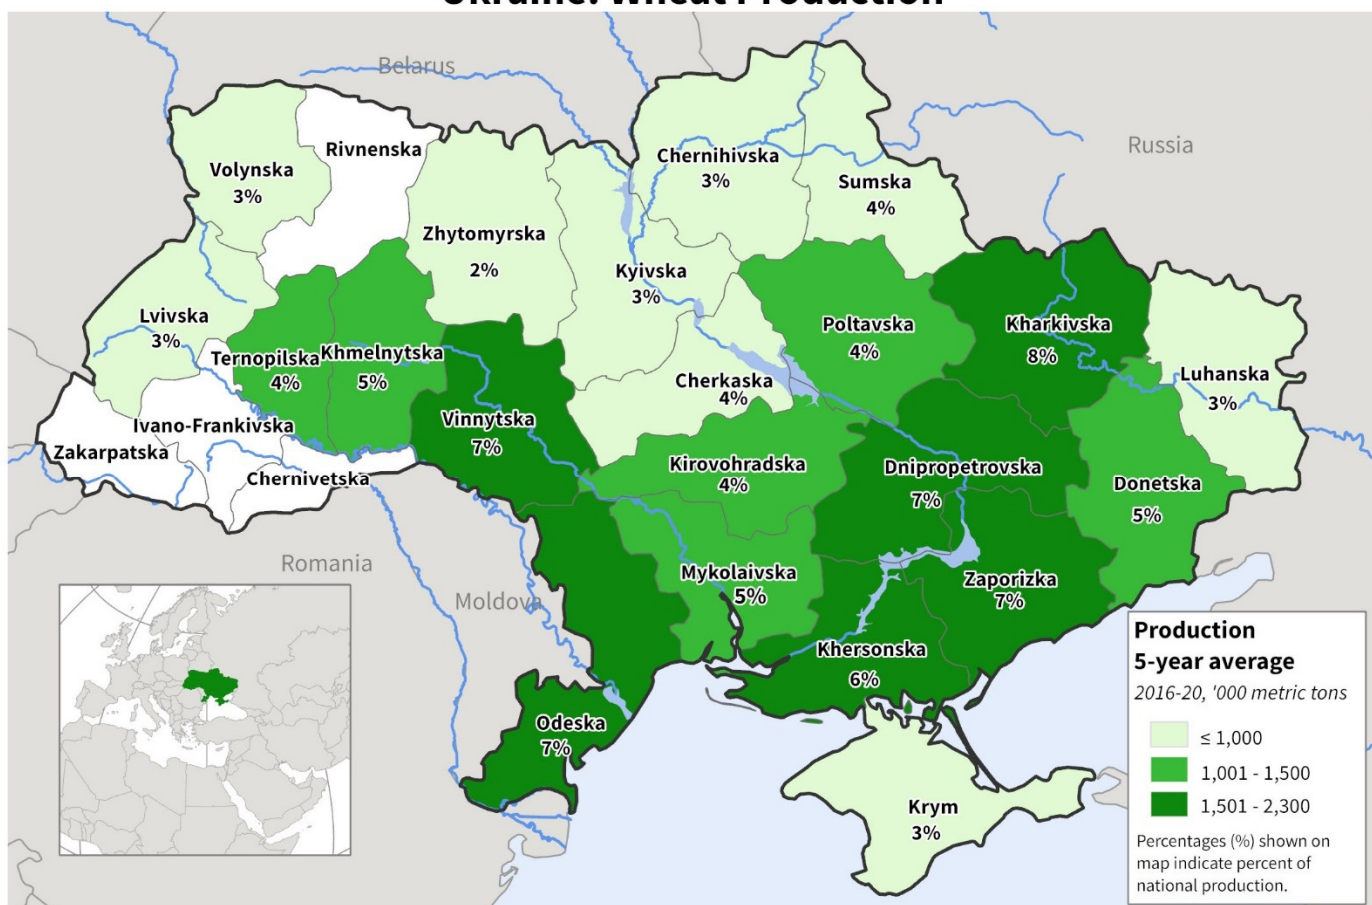 Ukraine: Wheat Production
Belarus
Russia
Rivnenska
Volynska
3%
Chernihivska
3%
Sumska
4%
Zhytomyrska
2%
Kyivska
3%
Lvivska
3%
Ternopilska
4%
Khmelnytska
5%
Poltavska
4%
Kharkivska
8%
Luhanska
3%
Cherkaska
4%
Vinnytska
7%
Ivano-Frankivska
Zakarpatska
Chernivetska
Kirovohradska
4%
Dnipropetrovska
7%
Donetska
5%
Romania
Moldova
Mykolaivska
5%
Zaporizka
7%
Khersonska
6%
Odeska
7%
Krym
3%
Production
5-year average
2016-20, '000 metric tons
≤ 1,000
1,001 - 1,500
1,501 - 2,300
Percentages (%) shown on
map indicate percent of
national production.